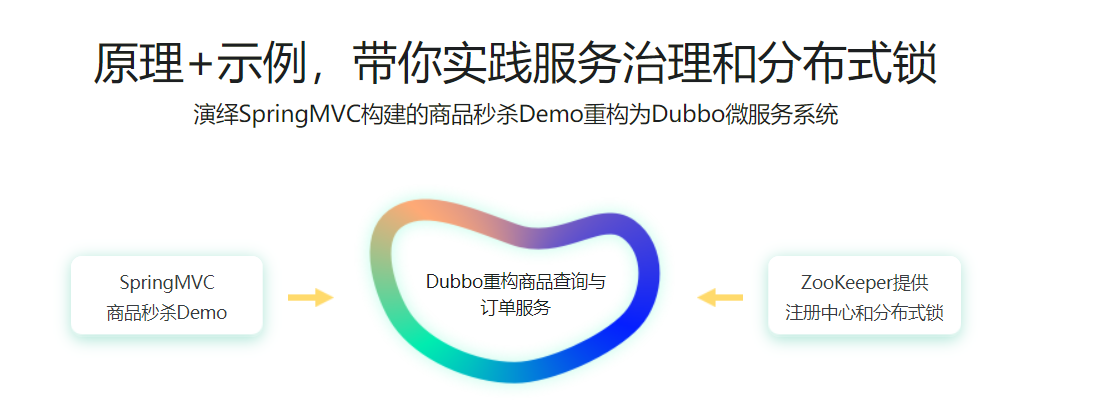 原理+示例，带你实践服务治理和分布式锁
演绎SpringMVC构建的商品秒杀Demo重构为Dubbo微服务系统
SpringMVC
商品秒杀Demo
Dubbo重构商品查询与
订单服务
ZooKeeper提供
注册中心和分布式锁